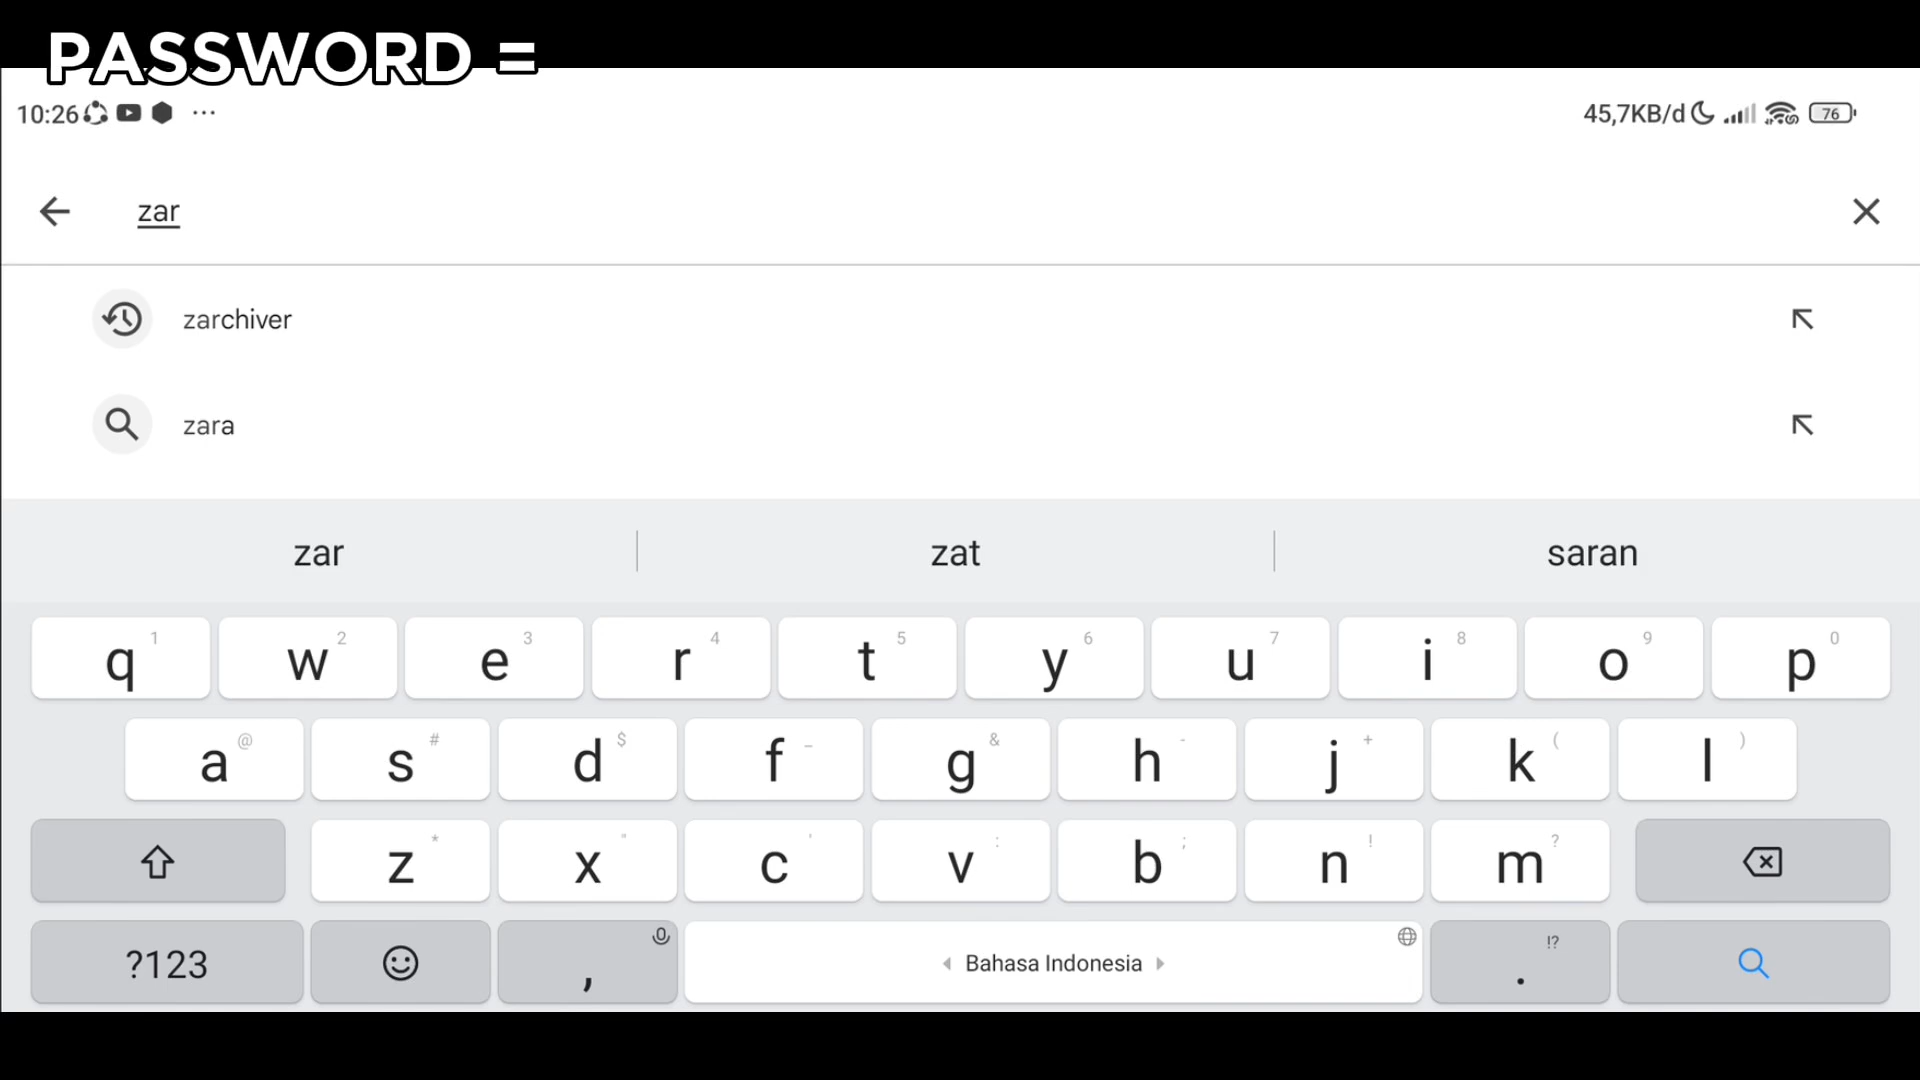 PASSWORD =
10:26 ... 45,7KB/d 76
zar
zarchiver
zara
zar zat saran
q 1 w 2 e 3 r 4 t 5 y 6 u 7 i 8 o 9 p 0
a @ s # d $ f _ g & h - j + k ( l )
z * x " c ' v : b ; n ! m ?
?123 , Bahasa Indonesia . !?